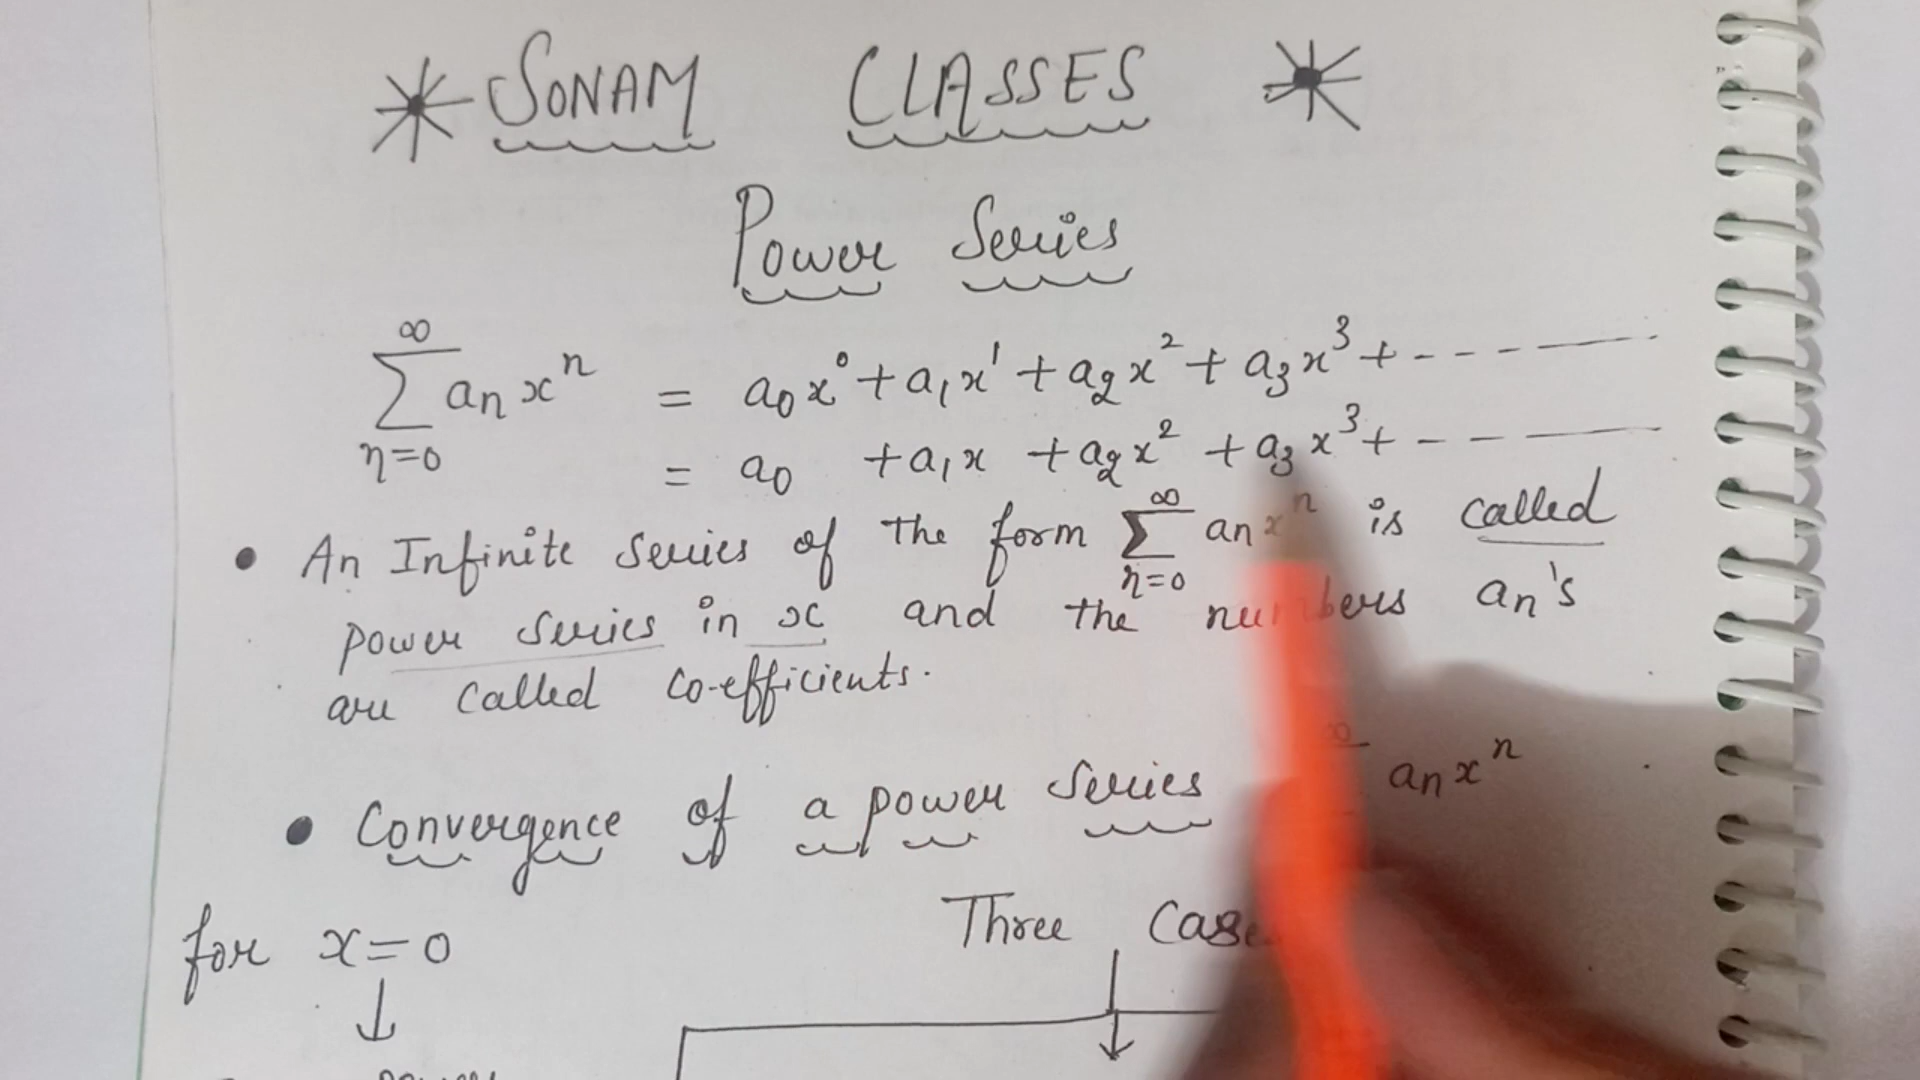 SONAM CLASSES
Power Series
∞
∑ aₙxⁿ = a₀x⁰ + a₁x¹ + a₂x² + a₃x³ + - - - -
n=0
= a₀ + a₁x + a₂x² + a₃x³ + - - -
• An Infinite series of the form ∞∑n=0 aₙxⁿ is called
power series in x and the numbers aₙ's
are called co-efficients.
• Convergence of a power series aₙxⁿ
for x=0 Three